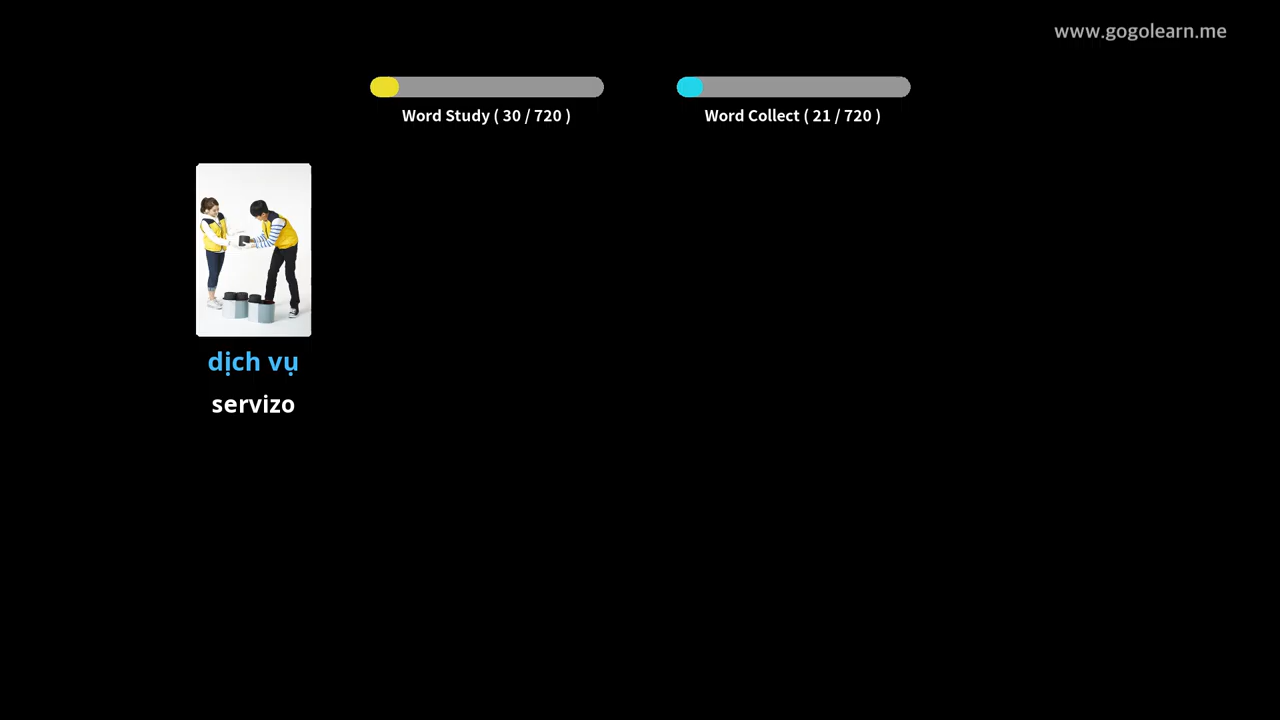 www.gogolearn.me
Word Study ( 30 / 720 )
Word Collect ( 21 / 720 )
dịch vụ
servizo